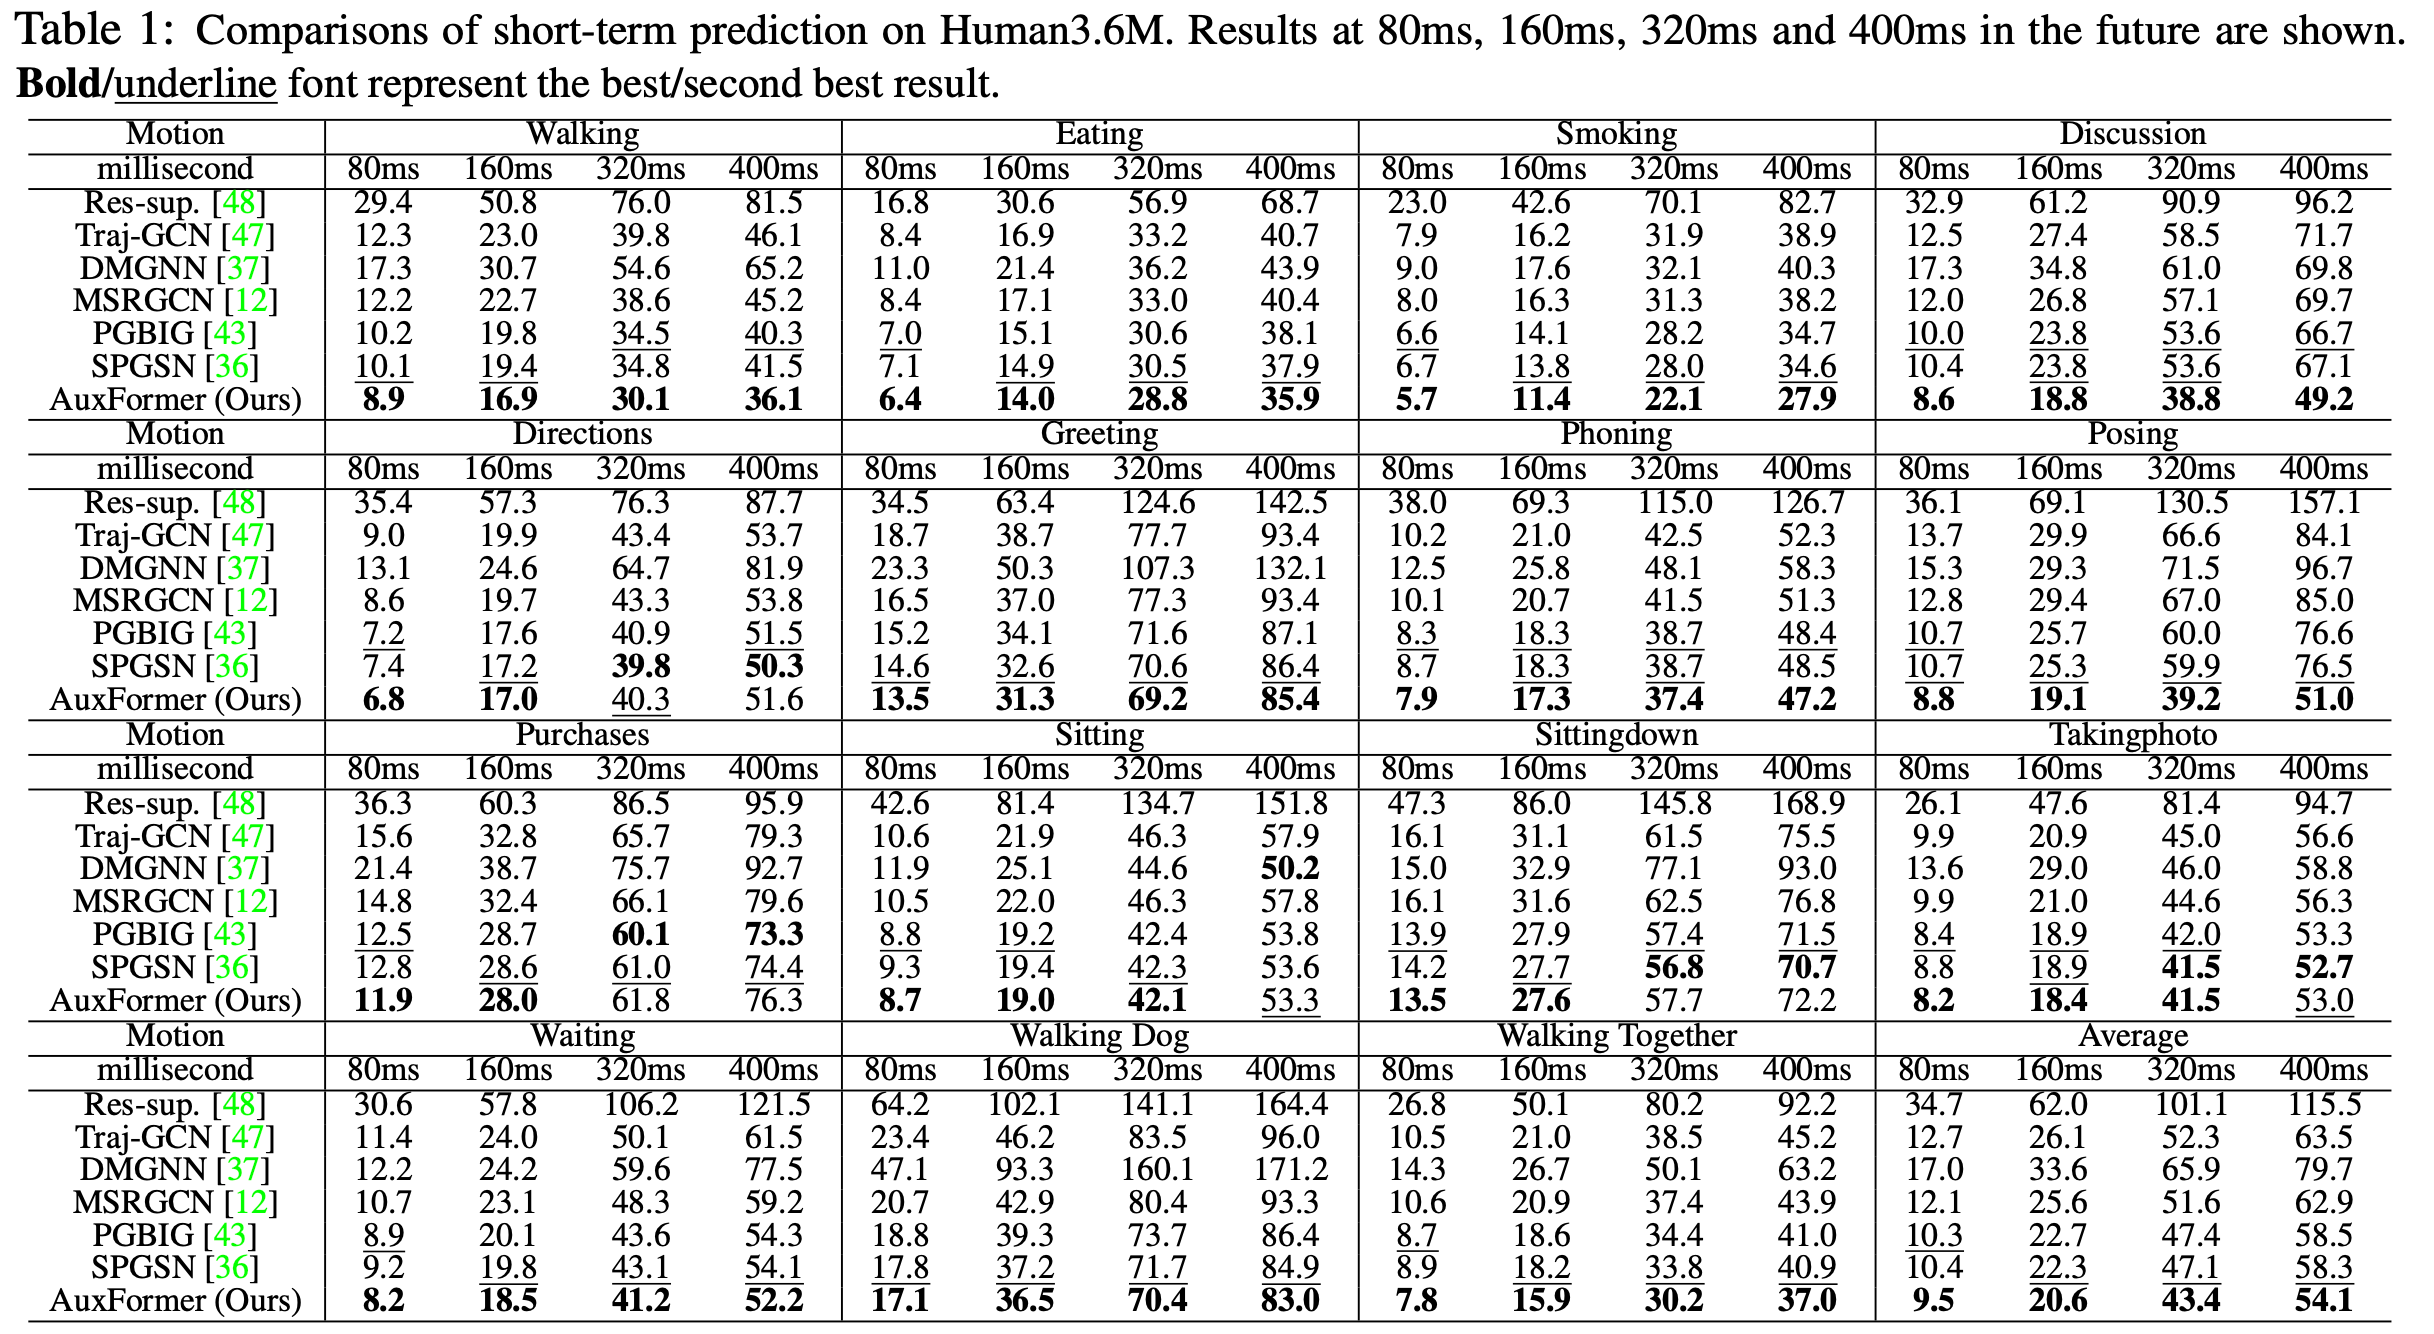 Table 1: Comparisons of short-term prediction on Human3.6M. Results at 80ms, 160ms, 320ms and 400ms in the future are shown.
Bold/underline font represent the best/second best result.
Motion Walking Eating Smoking Discussion
millisecond 80ms 160ms 320ms 400ms 80ms 160ms 320ms 400ms 80ms 160ms 320ms 400ms 80ms 160ms 320ms 400ms
Res-sup. [48] 29.4 50.8 76.0 81.5 16.8 30.6 56.9 68.7 23.0 42.6 70.1 82.7 32.9 61.2 90.9 96.2
Traj-GCN [47] 12.3 23.0 39.8 46.1 8.4 16.9 33.2 40.7 7.9 16.2 31.9 38.9 12.5 27.4 58.5 71.7
DMGNN [37] 17.3 30.7 54.6 65.2 11.0 21.4 36.2 43.9 9.0 17.6 32.1 40.3 17.3 34.8 61.0 69.8
MSRGCN [12] 12.2 22.7 38.6 45.2 8.4 17.1 33.0 40.4 8.0 16.3 31.3 38.2 12.0 26.8 57.1 69.7
PGBIG [43] 10.2 19.8 34.5 40.3 7.0 15.1 30.6 38.1 6.6 14.1 28.2 34.7 10.0 23.8 53.6 66.7
SPGSN [36] 10.1 19.4 34.8 41.5 7.1 14.9 30.5 37.9 6.7 13.8 28.0 34.6 10.4 23.8 53.6 67.1
AuxFormer (Ours) 8.9 16.9 30.1 36.1 6.4 14.0 28.8 35.9 5.7 11.4 22.1 27.9 8.6 18.8 38.8 49.2
Motion Directions Greeting Phoning Posing
millisecond 80ms 160ms 320ms 400ms 80ms 160ms 320ms 400ms 80ms 160ms 320ms 400ms 80ms 160ms 320ms 400ms
Res-sup. [48] 35.4 57.3 76.3 87.7 34.5 63.4 124.6 142.5 38.0 69.3 115.0 126.7 36.1 69.1 130.5 157.1
Traj-GCN [47] 9.0 19.9 43.4 53.7 18.7 38.7 77.7 93.4 10.2 21.0 42.5 52.3 13.7 29.9 66.6 84.1
DMGNN [37] 13.1 24.6 64.7 81.9 23.3 50.3 107.3 132.1 12.5 25.8 48.1 58.3 15.3 29.3 71.5 96.7
MSRGCN [12] 8.6 19.7 43.3 53.8 16.5 37.0 77.3 93.4 10.1 20.7 41.5 51.3 12.8 29.4 67.0 85.0
PGBIG [43] 7.2 17.6 40.9 51.5 15.2 34.1 71.6 87.1 8.3 18.3 38.7 48.4 10.7 25.7 60.0 76.6
SPGSN [36] 7.4 17.2 39.8 50.3 14.6 32.6 70.6 86.4 8.7 18.3 38.7 48.5 10.7 25.3 59.9 76.5
AuxFormer (Ours) 6.8 17.0 40.3 51.6 13.5 31.3 69.2 85.4 7.9 17.3 37.4 47.2 8.8 19.1 39.2 51.0
Motion Purchases Sitting Sittingdown Takingphoto
millisecond 80ms 160ms 320ms 400ms 80ms 160ms 320ms 400ms 80ms 160ms 320ms 400ms 80ms 160ms 320ms 400ms
Res-sup. [48] 36.3 60.3 86.5 95.9 42.6 81.4 134.7 151.8 47.3 86.0 145.8 168.9 26.1 47.6 81.4 94.7
Traj-GCN [47] 15.6 32.8 65.7 79.3 10.6 21.9 46.3 57.9 16.1 31.1 61.5 75.5 9.9 20.9 45.0 56.6
DMGNN [37] 21.4 38.7 75.7 92.7 11.9 25.1 44.6 50.2 15.0 32.9 77.1 93.0 13.6 29.0 46.0 58.8
MSRGCN [12] 14.8 32.4 66.1 79.6 10.5 22.0 46.3 57.8 16.1 31.6 62.5 76.8 9.9 21.0 44.6 56.3
PGBIG [43] 12.5 28.7 60.1 73.3 8.8 19.2 42.4 53.8 13.9 27.9 57.4 71.5 8.4 18.9 42.0 53.3
SPGSN [36] 12.8 28.6 61.0 74.4 9.3 19.4 42.3 53.6 14.2 27.7 56.8 70.7 8.8 18.9 41.5 52.7
AuxFormer (Ours) 11.9 28.0 61.8 76.3 8.7 19.0 42.1 53.3 13.5 27.6 57.7 72.2 8.2 18.4 41.5 53.0
Motion Waiting Walking Dog Walking Together Average
millisecond 80ms 160ms 320ms 400ms 80ms 160ms 320ms 400ms 80ms 160ms 320ms 400ms 80ms 160ms 320ms 400ms
Res-sup. [48] 30.6 57.8 106.2 121.5 64.2 102.1 141.1 164.4 26.8 50.1 80.2 92.2 34.7 62.0 101.1 115.5
Traj-GCN [47] 11.4 24.0 50.1 61.5 23.4 46.2 83.5 96.0 10.5 21.0 38.5 45.2 12.7 26.1 52.3 63.5
DMGNN [37] 12.2 24.2 59.6 77.5 47.1 93.3 160.1 171.2 14.3 26.7 50.1 63.2 17.0 33.6 65.9 79.7
MSRGCN [12] 10.7 23.1 48.3 59.2 20.7 42.9 80.4 93.3 10.6 20.9 37.4 43.9 12.1 25.6 51.6 62.9
PGBIG [43] 8.9 20.1 43.6 54.3 18.8 39.3 73.7 86.4 8.7 18.6 34.4 41.0 10.3 22.7 47.4 58.5
SPGSN [36] 9.2 19.8 43.1 54.1 17.8 37.2 71.7 84.9 8.9 18.2 33.8 40.9 10.4 22.3 47.1 58.3
AuxFormer (Ours) 8.2 18.5 41.2 52.2 17.1 36.5 70.4 83.0 7.8 15.9 30.2 37.0 9.5 20.6 43.4 54.1